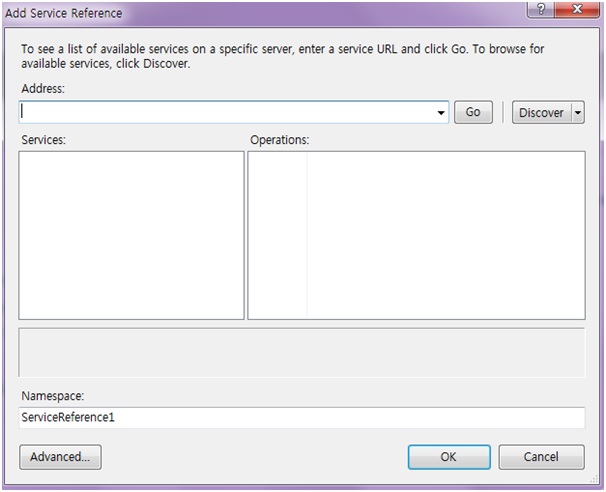 Add Service Reference
To see a list of available services on a specific server, enter a service URL and click Go. To browse for
available services, click Discover.
Address:
Go
Discover
Services:
Operations:
Namespace:
ServiceReference1
Advanced...
OK
Cancel